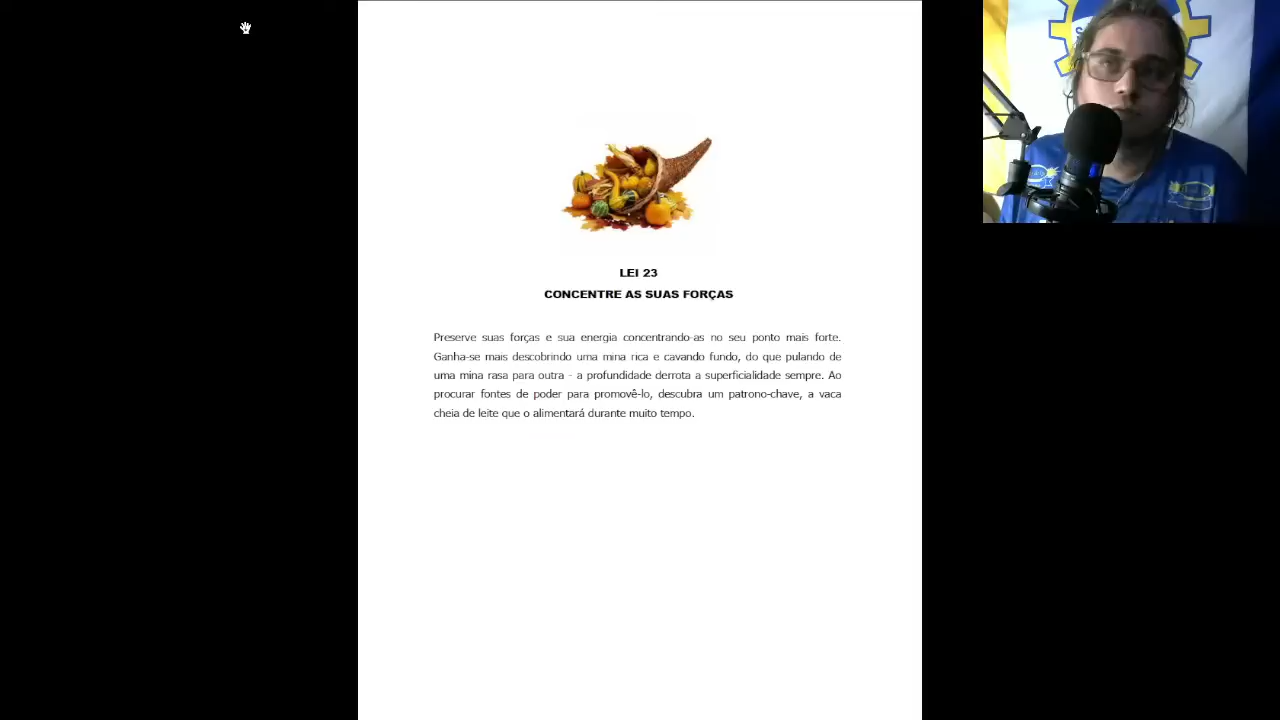 LEI 23
CONCENTRE AS SUAS FORÇAS
Preserve suas forças e sua energia concentrando-as no seu ponto mais forte.
Ganha-se mais descobrindo uma mina rica e cavando fundo, do que pulando de
uma mina rasa para outra - a profundidade derrota a superficialidade sempre. Ao
procurar fontes de poder para promovê-lo, descubra um patrono-chave, a vaca
cheia de leite que o alimentará durante muito tempo.